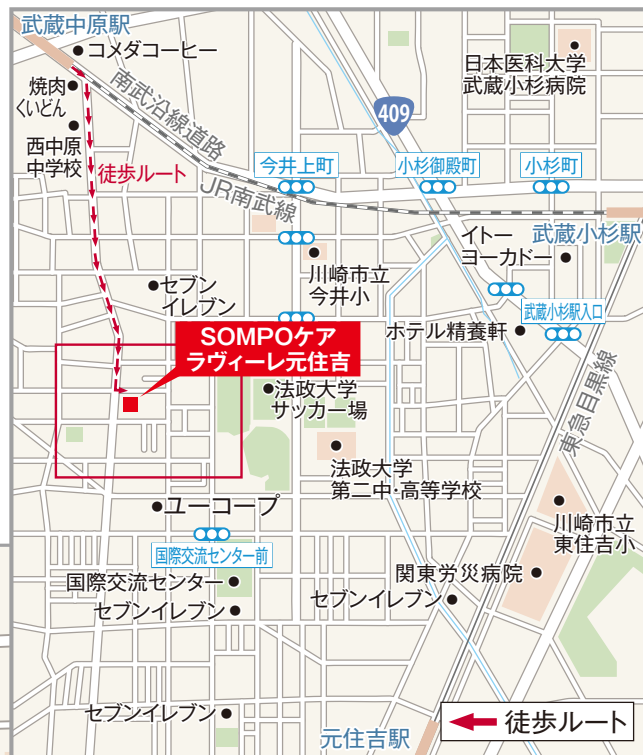 武蔵中原駅
コメダコーヒー
日本医科大学
武蔵小杉病院
焼肉
くいどん
南武沿線道路
409
西中原
中学校
徒歩ルート
今井上町
小杉御殿町
小杉町
JR南武線
武蔵小杉駅
イトー
ヨーカドー
川崎市立
今井小
セブン
イレブン
武蔵小杉駅入口
ホテル精養軒
SOMPOケア
ラヴィーレ元住吉
東急目黒線
法政大学
サッカー場
法政大学
第二中・高等学校
ユーコープ
川崎市立
東住吉小
国際交流センター前
国際交流センター
関東労災病院
セブンイレブン
セブンイレブン
セブンイレブン
元住吉駅
徒歩ルート